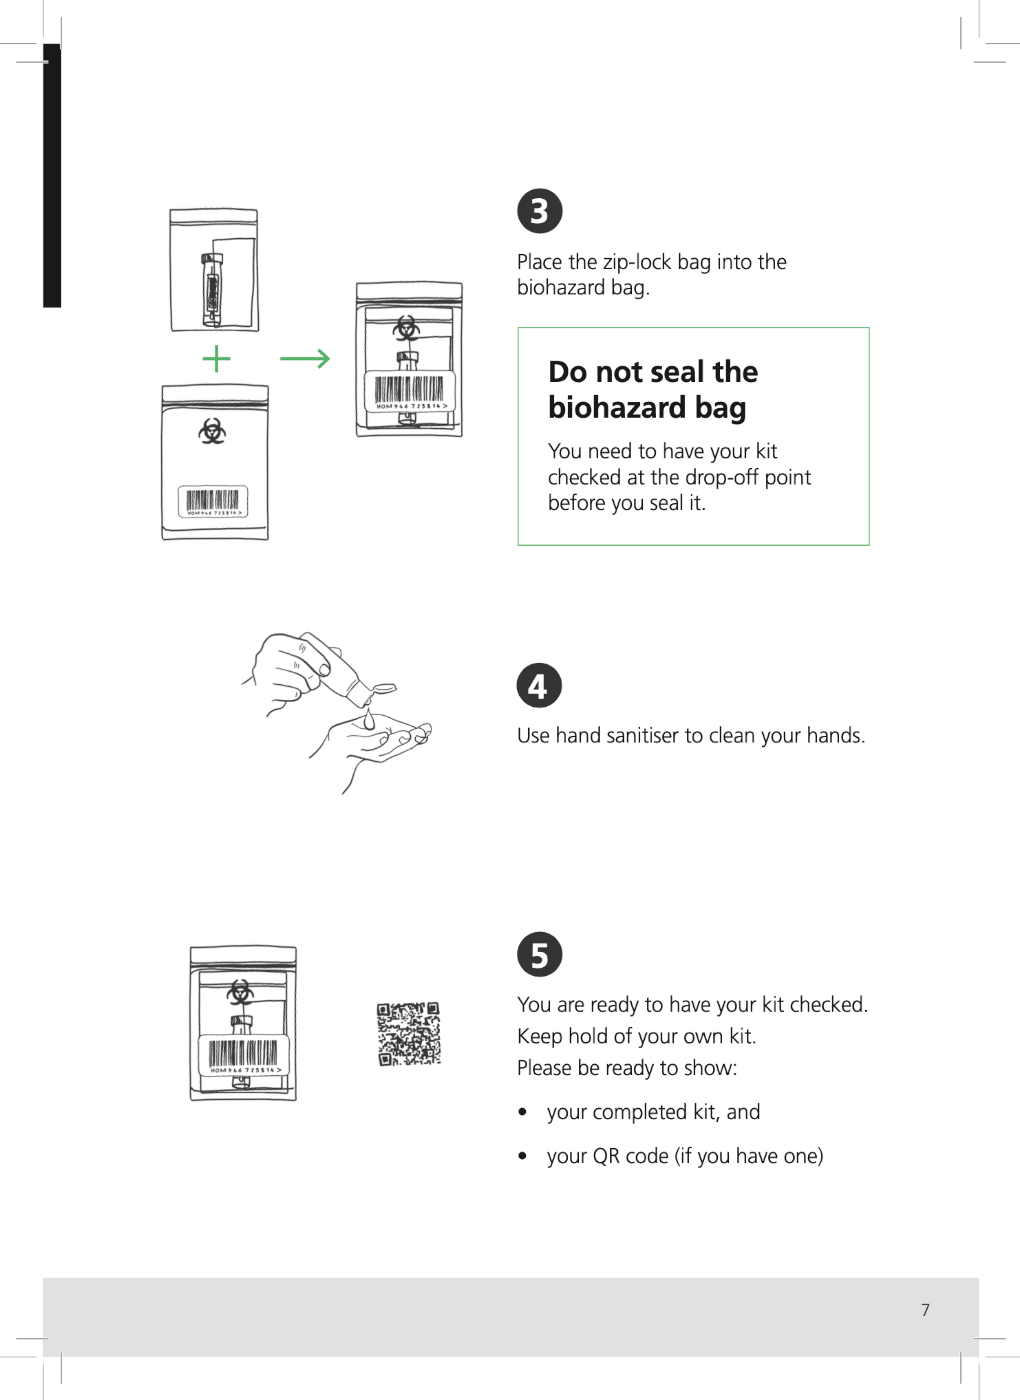 3
Place the zip-lock bag into the
biohazard bag.
Do not seal the
biohazard bag
You need to have your kit
checked at the drop-off point
before you seal it.
HOM 946 725814 >
HOM 946 725814 >
4
Use hand sanitiser to clean your hands.
5
You are ready to have your kit checked.
Keep hold of your own kit.
Please be ready to show:
• your completed kit, and
• your QR code (if you have one)
HOM 946 725814 >
7